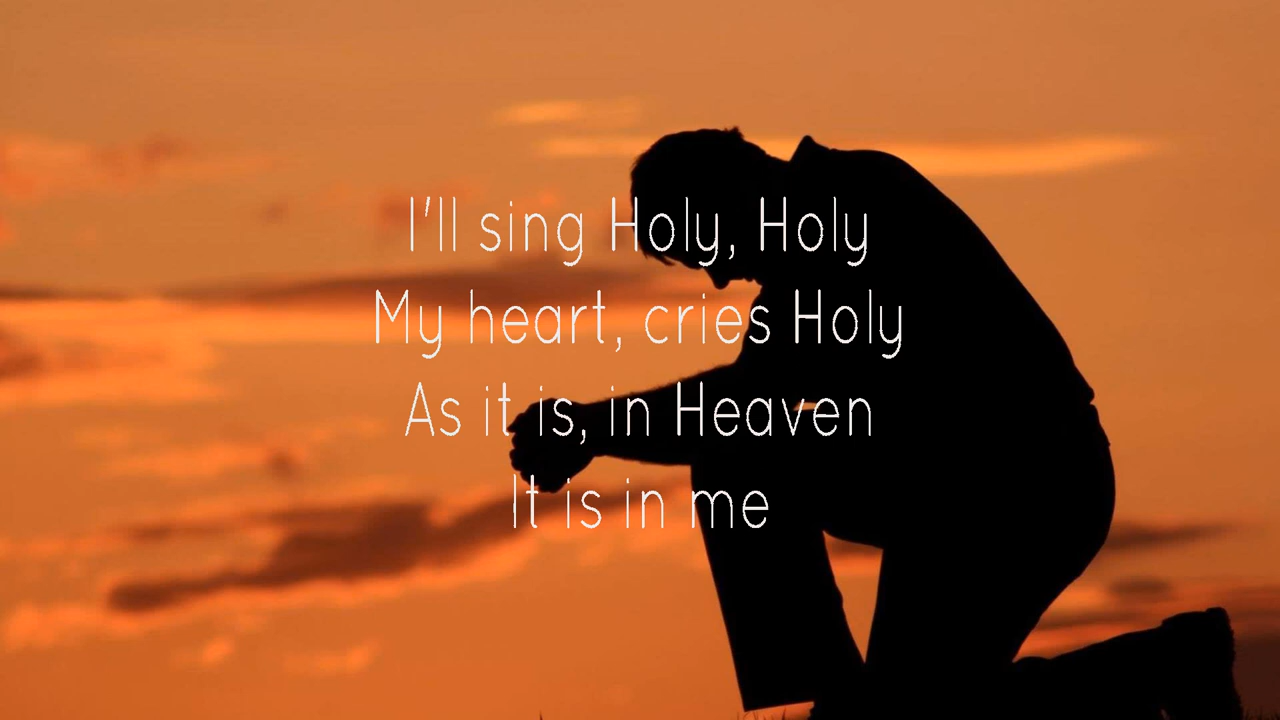 I'll sing Holy, Holy
My heart, cries Holy
As it is, in Heaven
It is in me